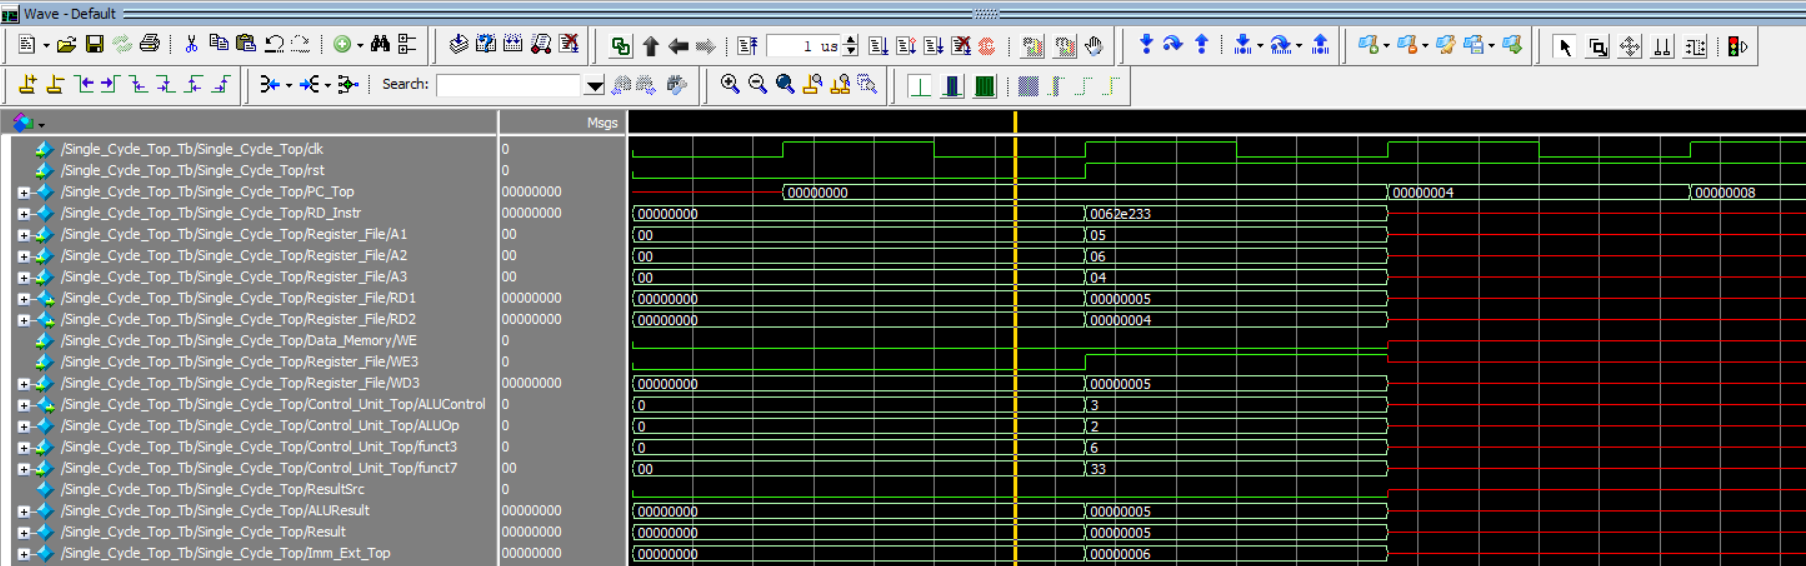 Wave - Default
1 us
Search:
Msgs
/Single_Cycle_Top_Tb/Single_Cycle_Top/clk 0
/Single_Cycle_Top_Tb/Single_Cycle_Top/rst 0
/Single_Cycle_Top_Tb/Single_Cycle_Top/PC_Top 00000000 00000000 00000004 00000008
/Single_Cycle_Top_Tb/Single_Cycle_Top/RD_Instr 00000000 00000000 0062e233
/Single_Cycle_Top_Tb/Single_Cycle_Top/Register_File/A1 00 00 05
/Single_Cycle_Top_Tb/Single_Cycle_Top/Register_File/A2 00 00 06
/Single_Cycle_Top_Tb/Single_Cycle_Top/Register_File/A3 00 00 04
/Single_Cycle_Top_Tb/Single_Cycle_Top/Register_File/RD1 00000000 00000000 00000005
/Single_Cycle_Top_Tb/Single_Cycle_Top/Register_File/RD2 00000000 00000000 00000004
/Single_Cycle_Top_Tb/Single_Cycle_Top/Data_Memory/WE 0
/Single_Cycle_Top_Tb/Single_Cycle_Top/Register_File/WE3 0
/Single_Cycle_Top_Tb/Single_Cycle_Top/Register_File/WD3 00000000 00000000 00000005
/Single_Cycle_Top_Tb/Single_Cycle_Top/Control_Unit_Top/ALUControl 0 0 3
/Single_Cycle_Top_Tb/Single_Cycle_Top/Control_Unit_Top/ALUOp 0 0 2
/Single_Cycle_Top_Tb/Single_Cycle_Top/Control_Unit_Top/funct3 0 0 6
/Single_Cycle_Top_Tb/Single_Cycle_Top/Control_Unit_Top/funct7 00 00 33
/Single_Cycle_Top_Tb/Single_Cycle_Top/ResultSrc 0
/Single_Cycle_Top_Tb/Single_Cycle_Top/ALUResult 00000000 00000000 00000005
/Single_Cycle_Top_Tb/Single_Cycle_Top/Result 00000000 00000000 00000005
/Single_Cycle_Top_Tb/Single_Cycle_Top/Imm_Ext_Top 00000000 00000000 00000006